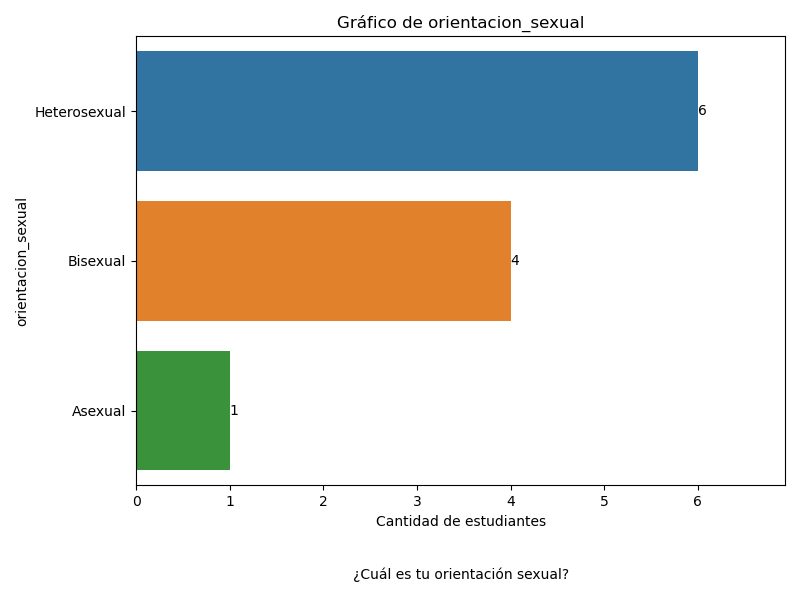 Gráfico de orientacion_sexual
orientacion_sexual
Heterosexual
6
Bisexual
4
Asexual
1
0 1 2 3 4 5 6
Cantidad de estudiantes
¿Cuál es tu orientación sexual?